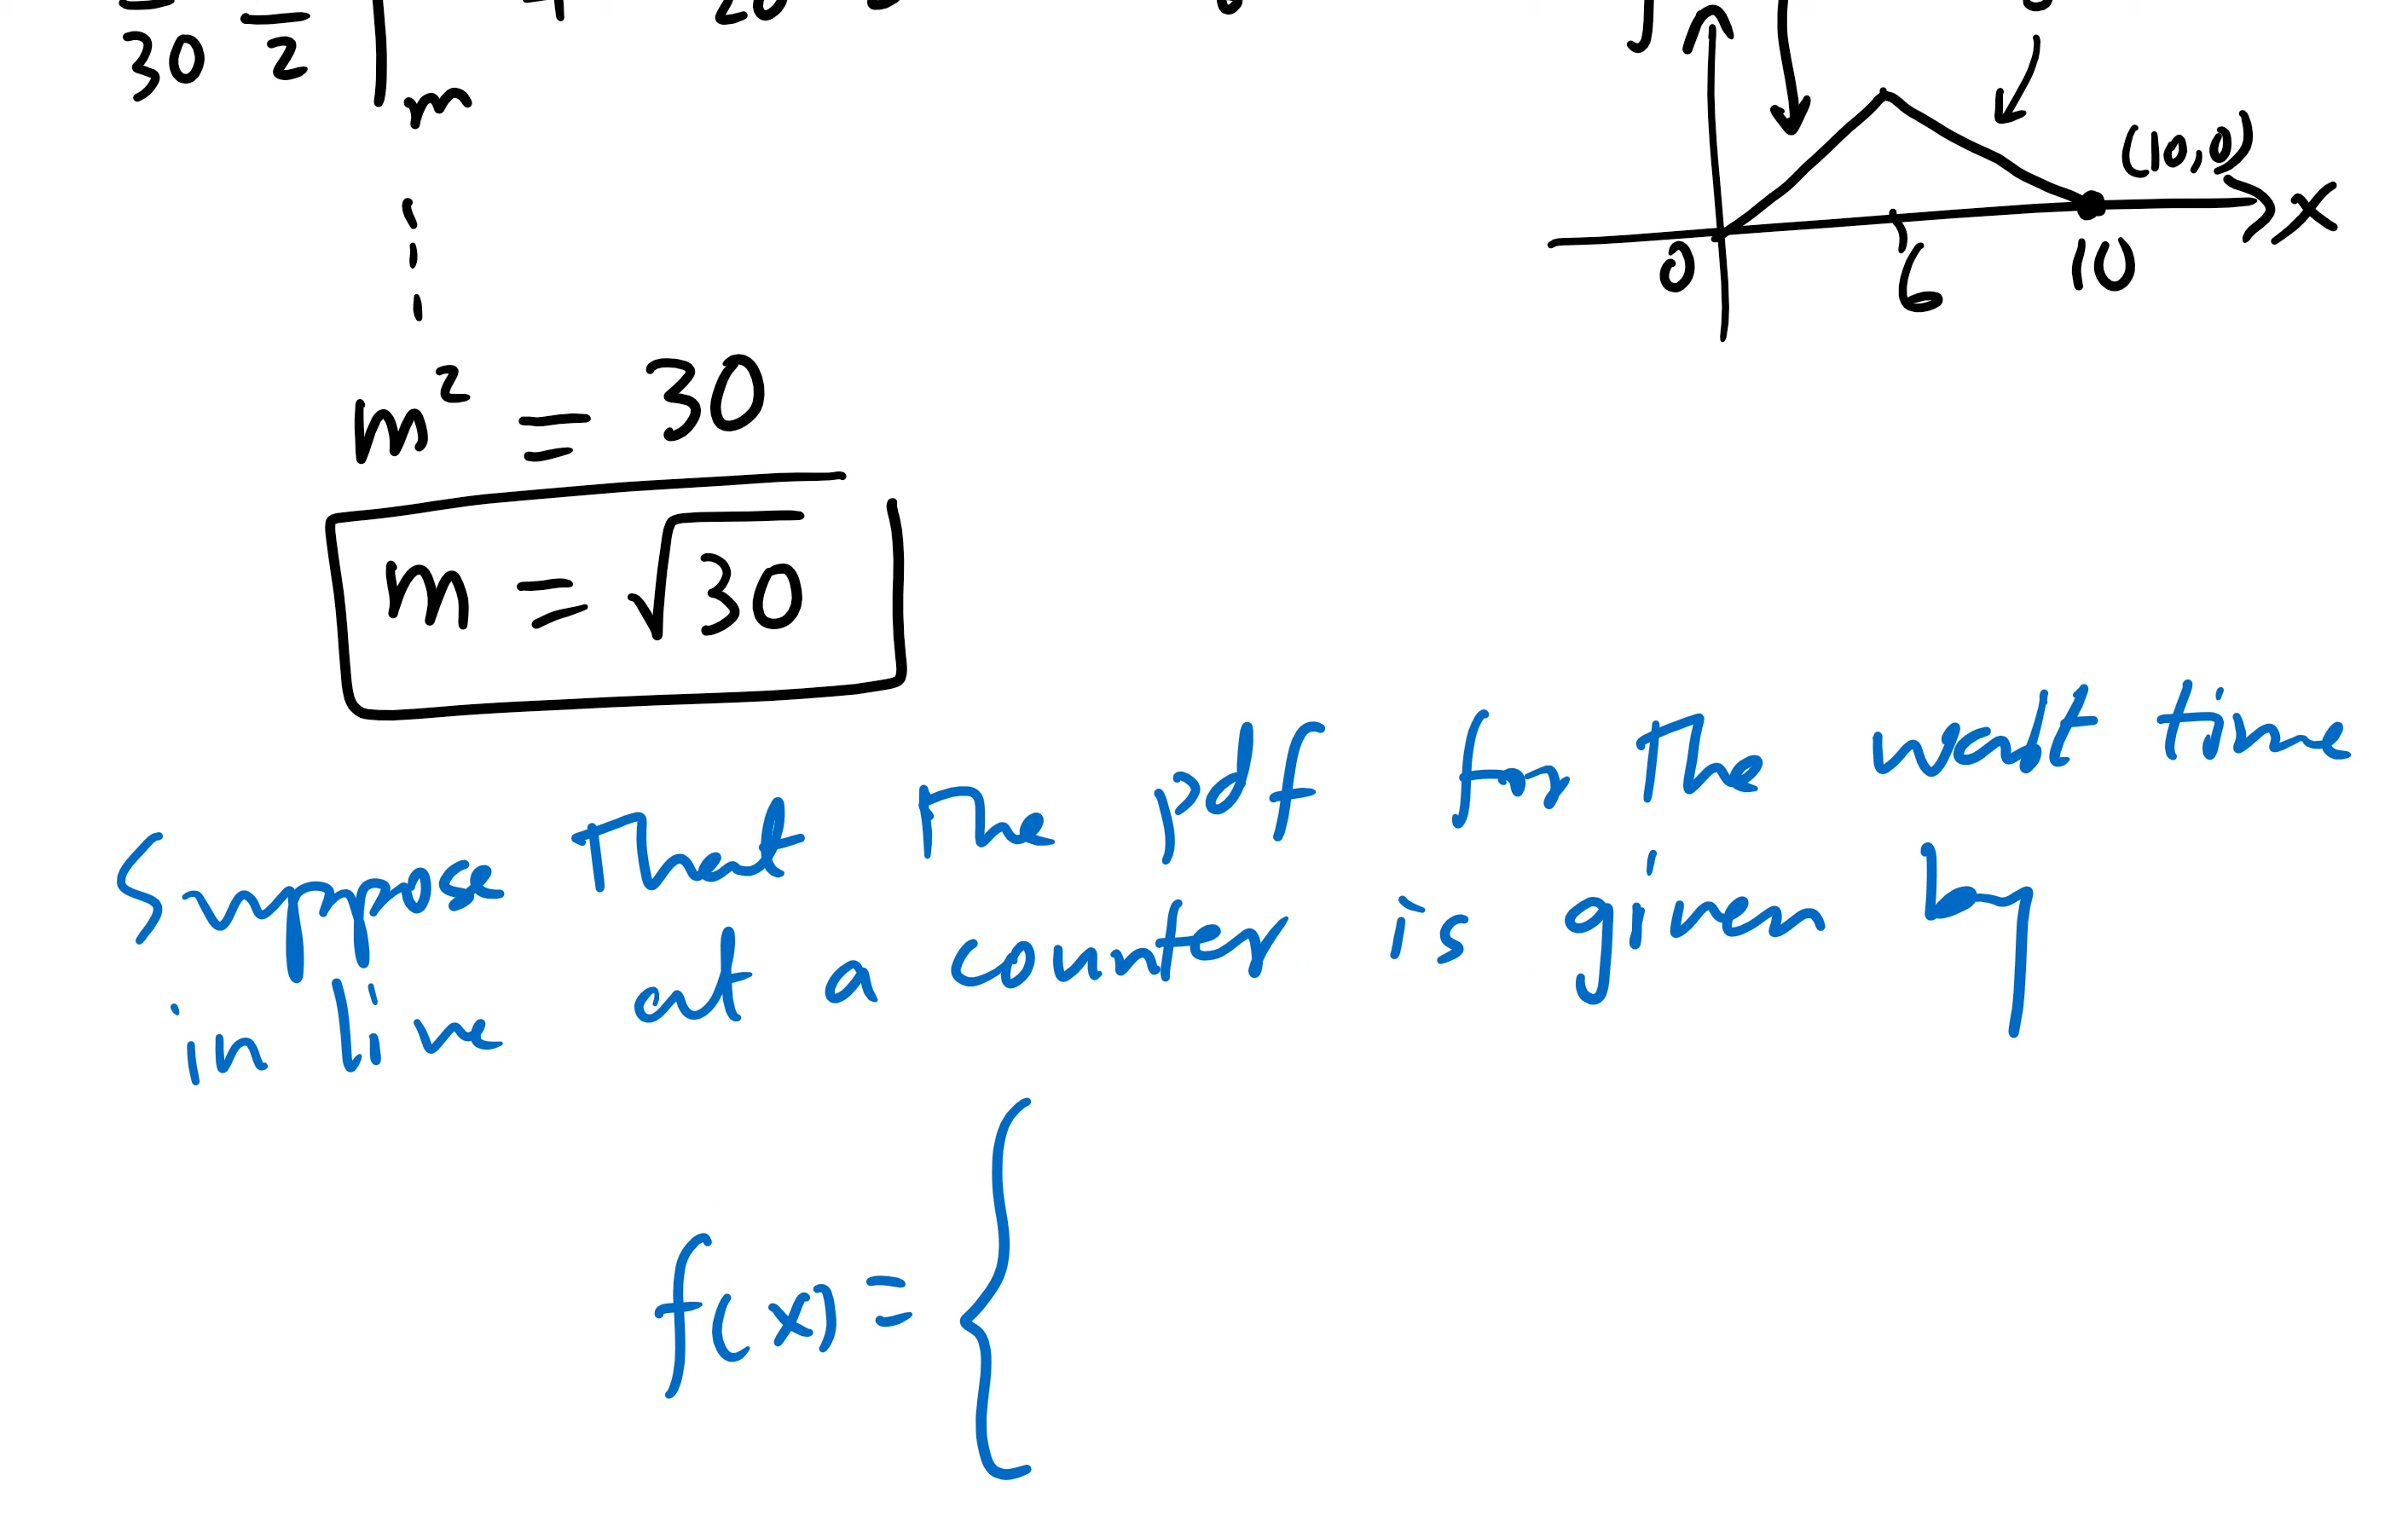 30 2
m
(10, 0)
x
0 6 10
m² = 30
m = √30
Suppose That The pdf for The wait time
in line at a counter is given by
f(x) = {